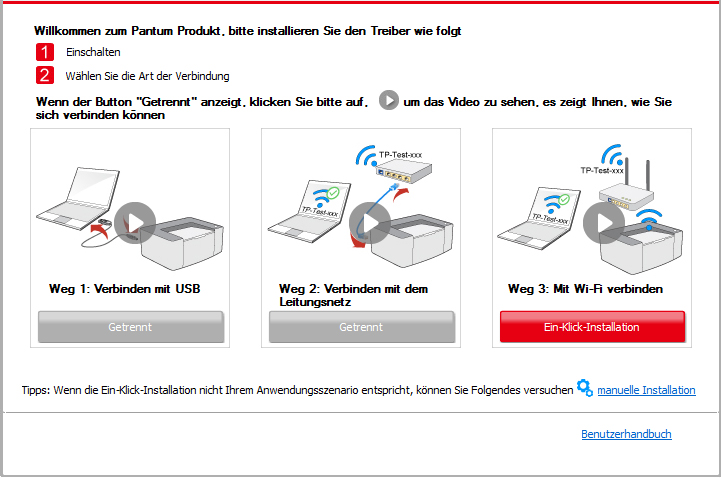 Willkommen zum Pantum Produkt, bitte installieren Sie den Treiber wie folgt
1 Einschalten
2 Wählen Sie die Art der Verbindung
Wenn der Button "Getrennt" anzeigt, klicken Sie bitte auf, um das Video zu sehen, es zeigt Ihnen, wie Sie
sich verbinden können
TP-Test-xxx
TP-Test-xxx
TP-Test-xxx
TP-Test-xxx
Weg 1: Verbinden mit USB
Getrennt
Weg 2: Verbinden mit dem
Leitungsnetz
Getrennt
Weg 3: Mit Wi-Fi verbinden
Ein-Klick-Installation
Tipps: Wenn die Ein-Klick-Installation nicht Ihrem Anwendungsszenario entspricht, können Sie Folgendes versuchen manuelle Installation
Benutzerhandbuch